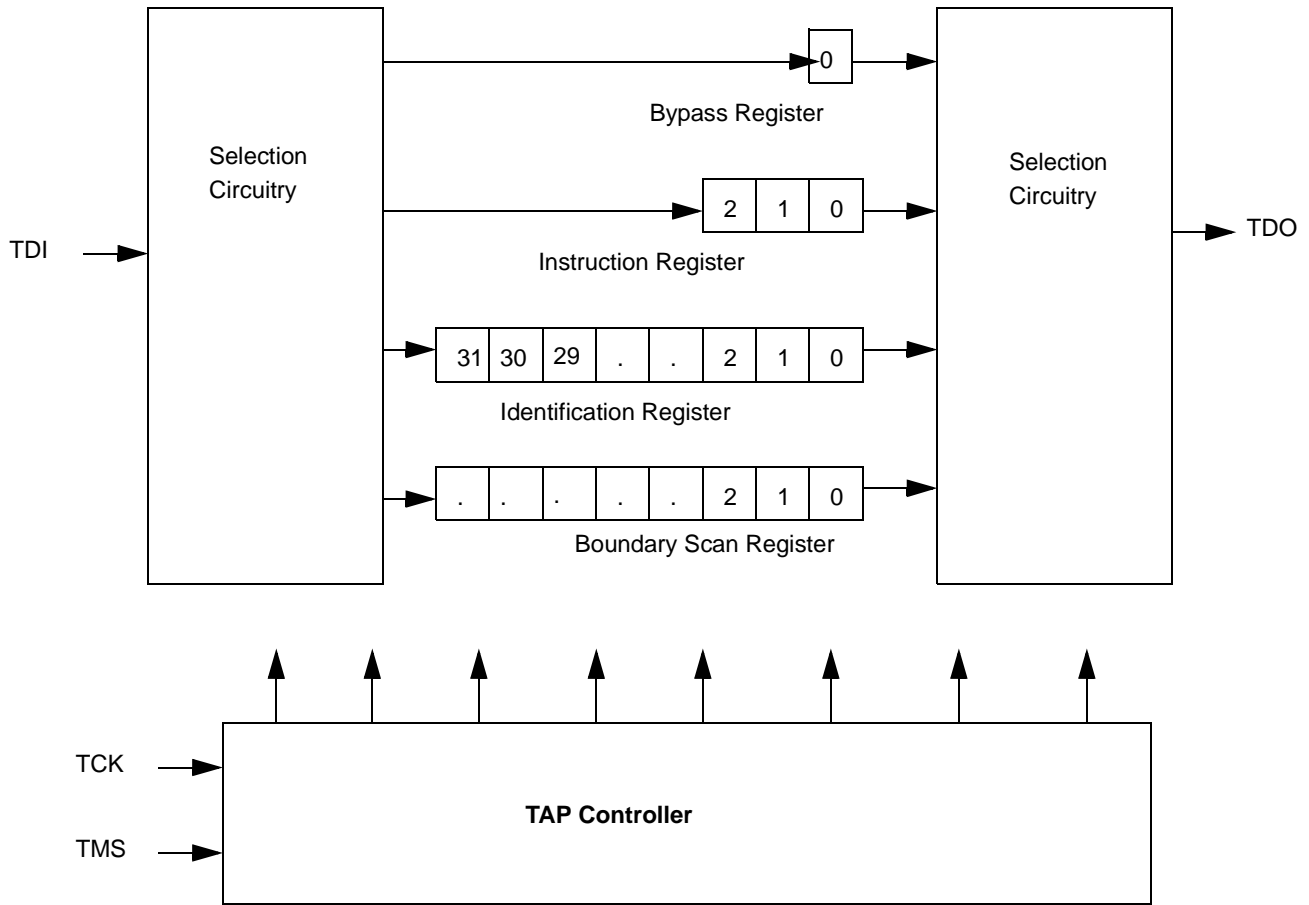 0
Bypass Register
Selection
Circuitry
Selection
Circuitry
2 1 0
TDI
TDO
Instruction Register
31 30 29 . . 2 1 0
Identification Register
. . . . . 2 1 0
Boundary Scan Register
TCK
TAP Controller
TMS